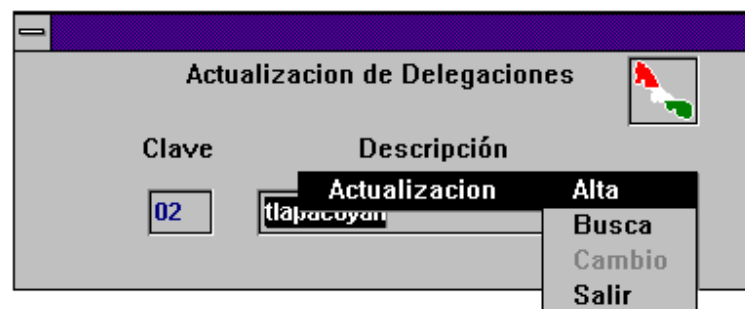 Actualizacion de Delegaciones
Clave Descripción
Actualizacion Alta
02 tlapacoyan
Busca
Cambio
Salir